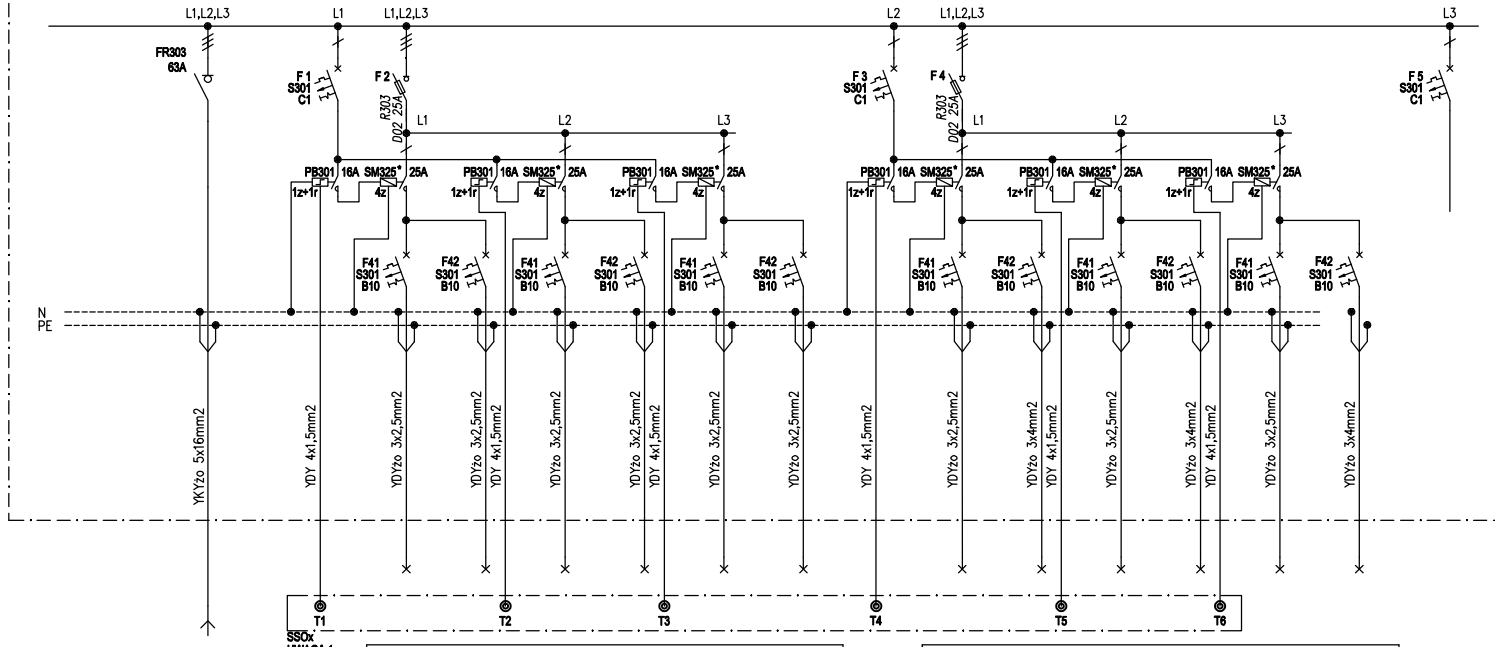 L1,L2,L3 L1 L1,L2,L3 L2 L1,L2,L3 L3
FR303
63A
F 1
S301
C1
F 2
R303
D02 25A
F 3
S301
C1
F 4
R303
D02 25A
F 5
S301
C1
L1 L2 L3 L1 L2 L3
PB301 16A SM325* 25A PB301 16A SM325* 25A PB301 16A SM325* 25A PB301 16A SM325* 25A PB301 16A SM325* 25A PB301 16A SM325* 25A
1z+1r 4z 1z+1r 4z 1z+1r 4z 1z+1r 4z 1z+1r 4z 1z+1r 4z
F41 F42 F41 F42 F41 F42 F41 F42 F41 F42 F41 F42
S301 S301 S301 S301 S301 S301 S301 S301 S301 S301 S301 S301
B10 B10 B10 B10 B10 B10 B10 B10 B10 B10 B10 B10
N
PE
YKYżo 5x16mm2
YDY 4x1,5mm2
YDYżo 3x2,5mm2
YDYżo 3x2,5mm2
YDY 4x1,5mm2
YDYżo 3x2,5mm2
YDYżo 3x2,5mm2
YDY 4x1,5mm2
YDYżo 3x2,5mm2
YDYżo 3x2,5mm2
YDY 4x1,5mm2
YDYżo 3x2,5mm2
YDYżo 3x4mm2
YDY 4x1,5mm2
YDYżo 3x2,5mm2
YDYżo 3x4mm2
YDY 4x1,5mm2
YDYżo 3x2,5mm2
YDYżo 3x4mm2
T1 T2 T3 T4 T5 T6
SSOx